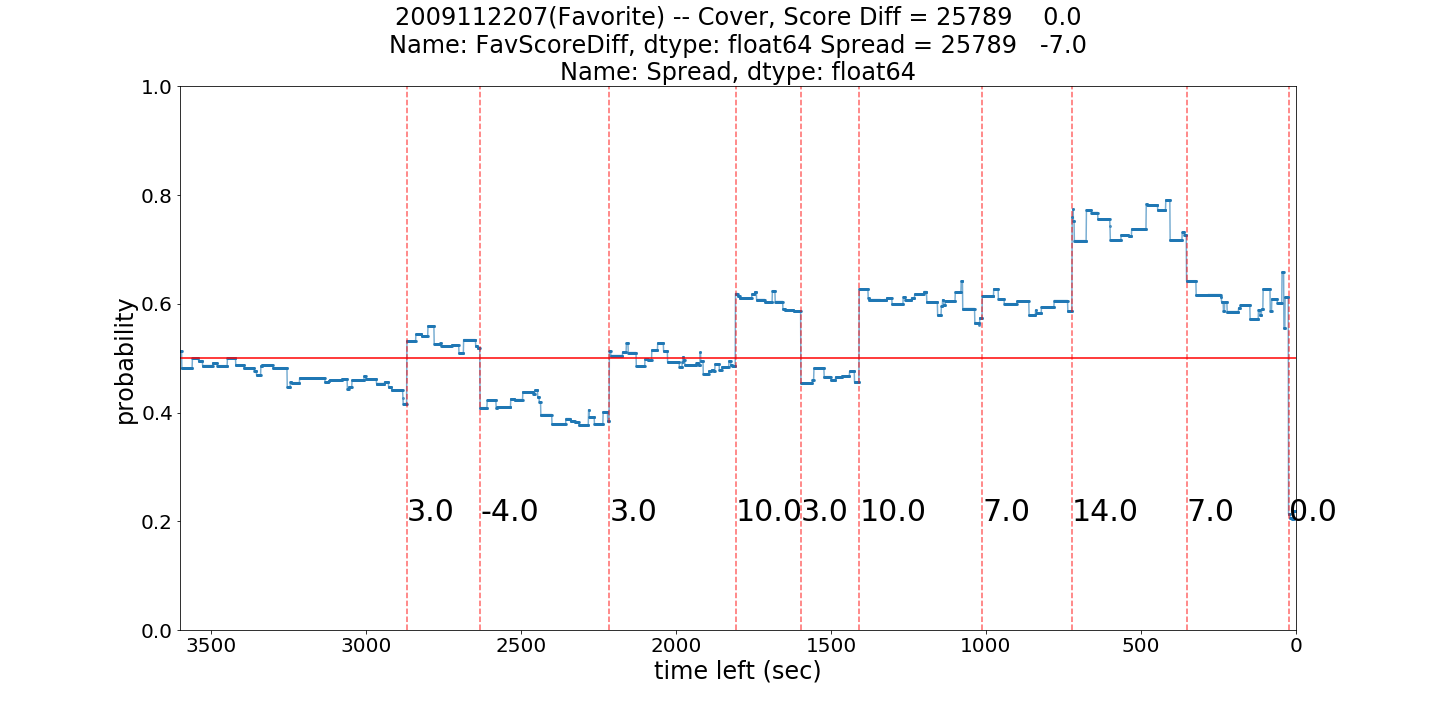 2009112207(Favorite) -- Cover, Score Diff = 25789    0.0
Name: FavScoreDiff, dtype: float64 Spread = 25789   -7.0
Name: Spread, dtype: float64
1.0
0.8
0.6
0.4
0.2
0.0
probability
3.0 -4.0 3.0 10.0 3.0 10.0 7.0 14.0 7.0 0.0
3500 3000 2500 2000 1500 1000 500 0
time left (sec)